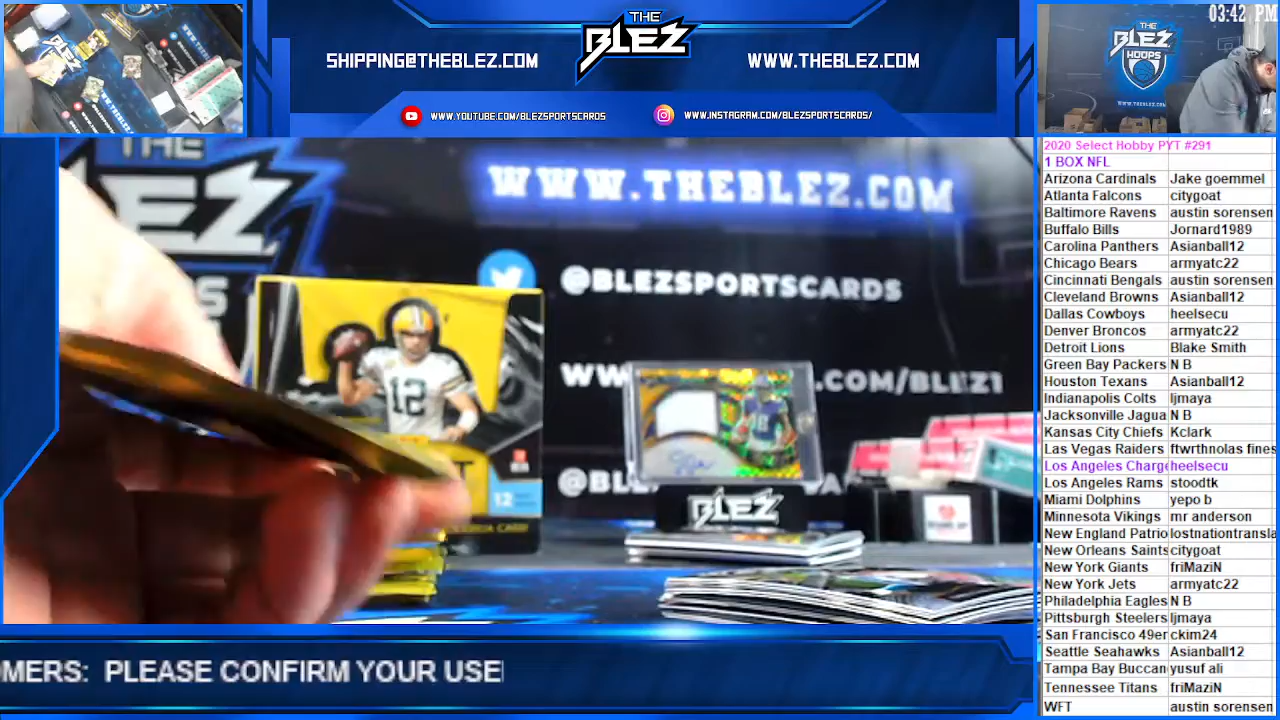 03:42 PM
THE
BLEZ
SHIPPING@THEBLEZ.COM
WWW.THEBLEZ.COM
WWW.YOUTUBE.COM/BLEZSPORTSCARDS
WWW.INSTAGRAM.COM/BLEZSPORTSCARDS/
THE
BLEZ
HOOPS
2020 Select Hobby PYT #291
1 BOX NFL
Arizona Cardinals Jake goemmel
Atlanta Falcons citygoat
Baltimore Ravens austin sorensen
Buffalo Bills Jornard1989
Carolina Panthers Asianball12
Chicago Bears armyatc22
Cincinnati Bengals austin sorensen
Cleveland Browns Asianball12
Dallas Cowboys heelsecu
Denver Broncos armyatc22
Detroit Lions Blake Smith
Green Bay Packers N B
Houston Texans Asianball12
Indianapolis Colts ljmaya
Jacksonville Jagua N B
Kansas City Chiefs Kclark
Las Vegas Raiders ftwrthnolas fines
Los Angeles Charge heelsecu
Los Angeles Rams stoodtk
Miami Dolphins yepo b
Minnesota Vikings mr anderson
New England Patrio lostnationtransla
New Orleans Saints citygoat
New York Giants friMaziN
New York Jets armyatc22
Philadelphia Eagles N B
Pittsburgh Steelers ljmaya
San Francisco 49er ckim24
Seattle Seahawks Asianball12
Tampa Bay Buccan yusuf ali
Tennessee Titans friMaziN
WFT austin sorensen
THE
WWW.THEBLEZ.COM
@BLEZSPORTSCARDS
.COM/BLEZ1
12
12
BLEZ
OMERS: PLEASE CONFIRM YOUR USE